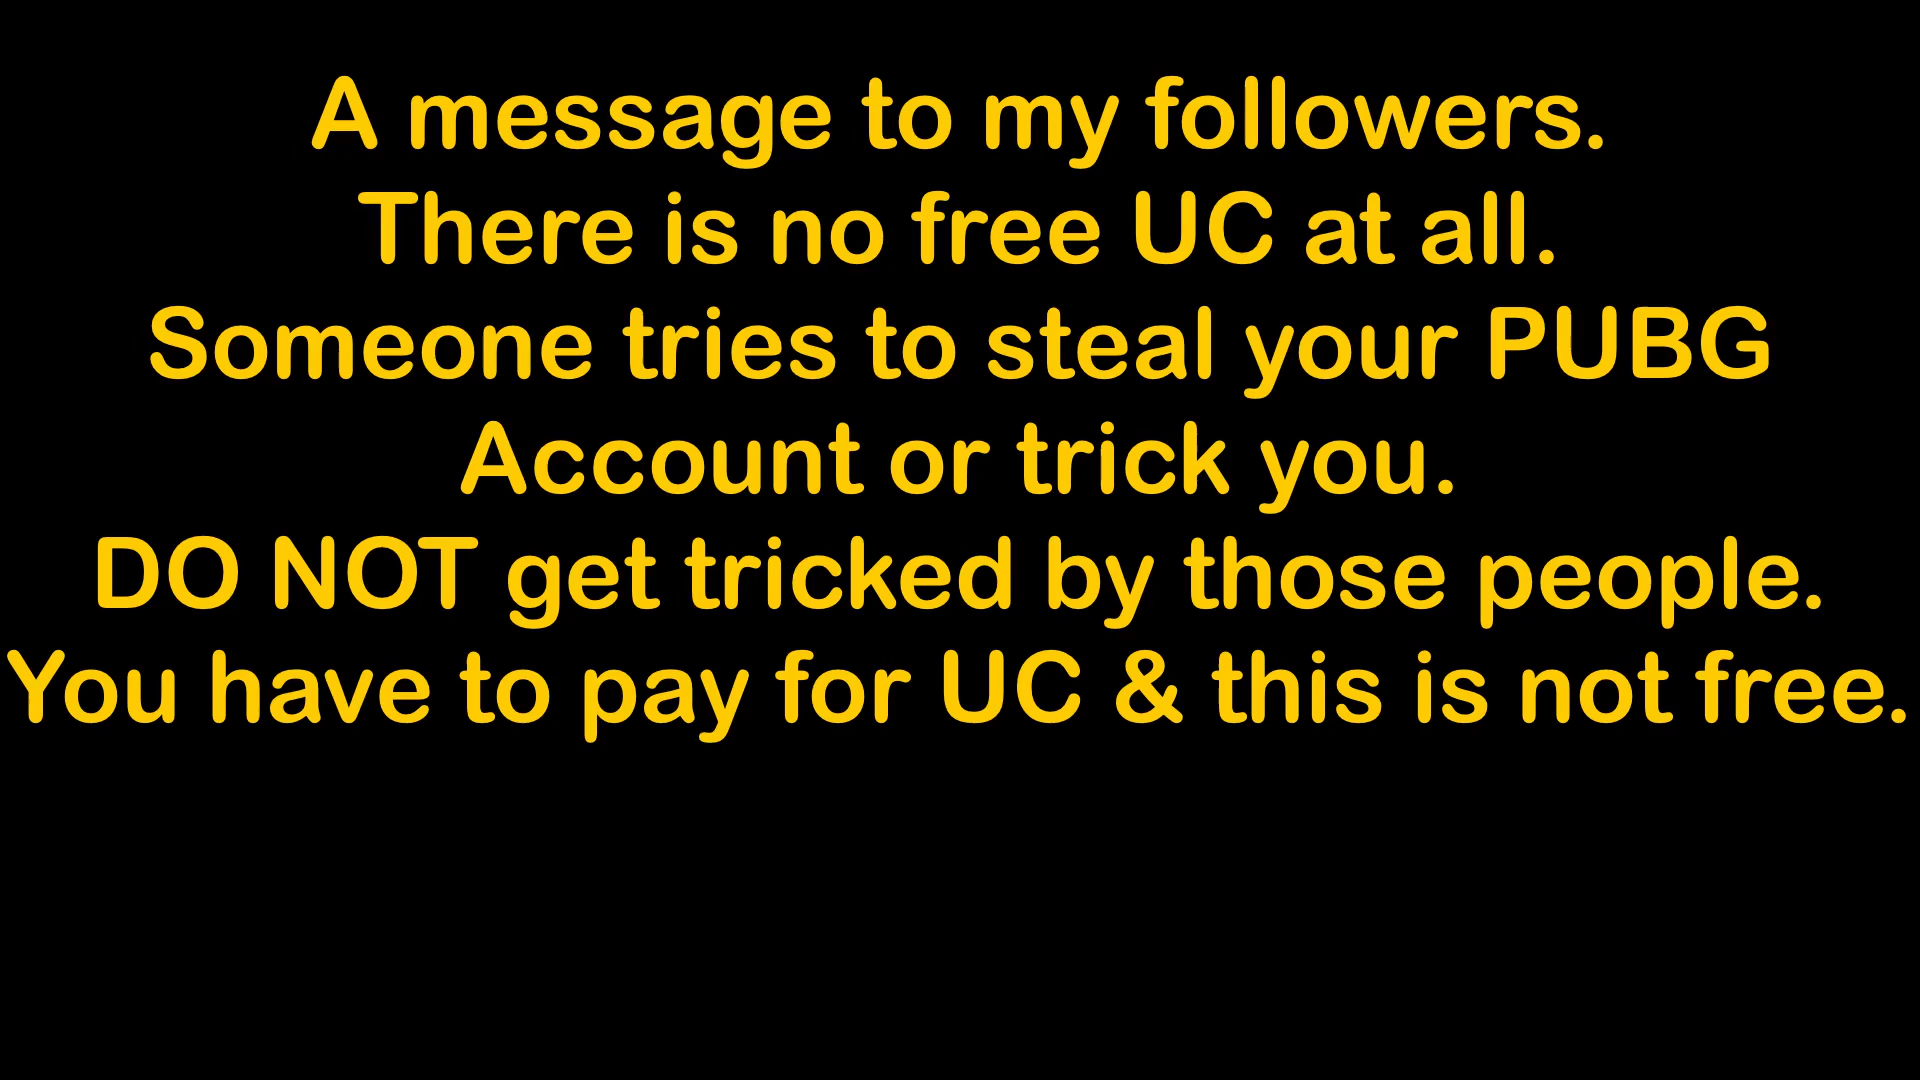 A message to my followers.
There is no free UC at all.
Someone tries to steal your PUBG
Account or trick you.
DO NOT get tricked by those people.
You have to pay for UC & this is not free.